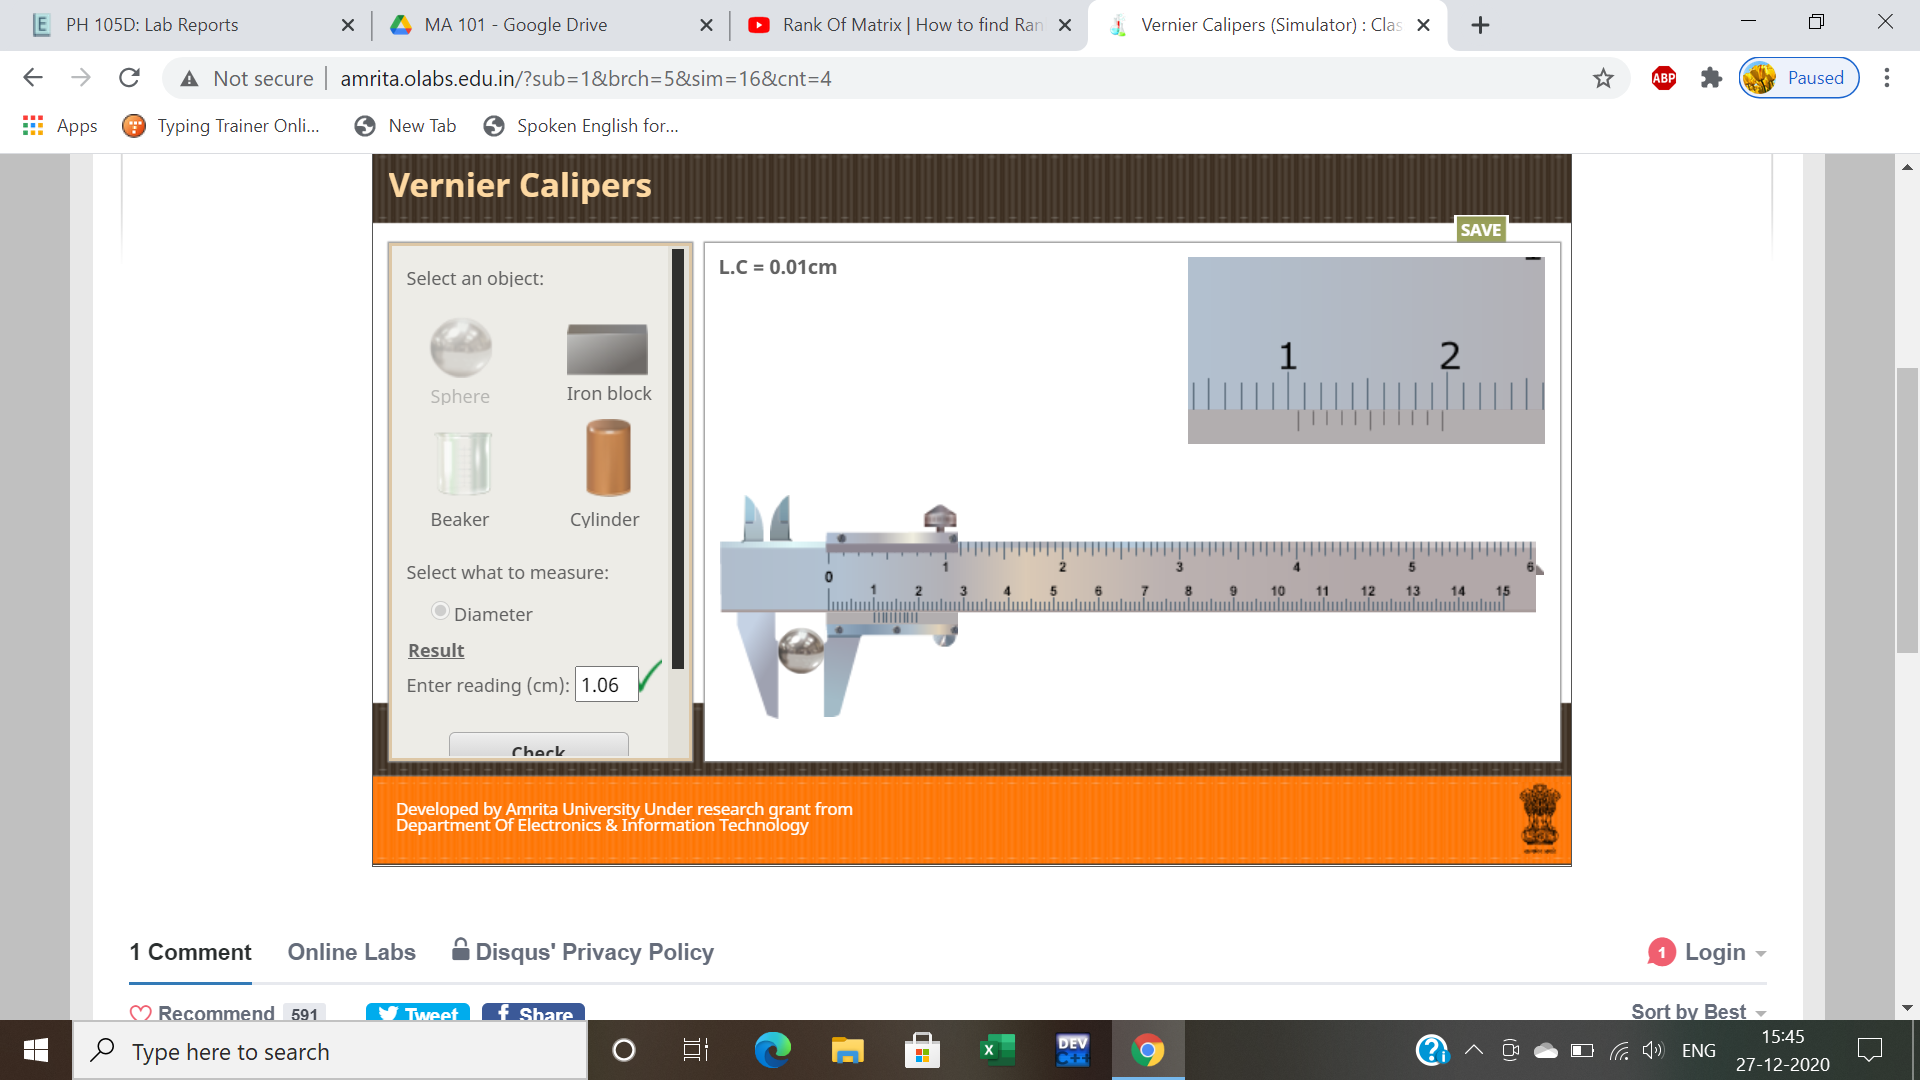 PH 105D: Lab Reports
MA 101 - Google Drive
Rank Of Matrix | How to find Ran
Vernier Calipers (Simulator) : Clas
Not secure
amrita.olabs.edu.in/?sub=1&brch=5&sim=16&cnt=4
ABP
Paused
Apps
Typing Trainer Onli...
New Tab
Spoken English for...
Vernier Calipers
SAVE
Select an object:
Sphere
Iron block
Beaker
Cylinder
Select what to measure:
Diameter
Result
Enter reading (cm): 1.06
Check
L.C = 0.01cm
1 2
0 1 2 3 4 5 6
1 2 3 4 5 6 7 8 9 10 11 12 13 14 15
Developed by Amrita University Under research grant from
Department Of Electronics & Information Technology
1 Comment
Online Labs
Disqus' Privacy Policy
1
Login
Recommend 591
Tweet
Share
Sort by Best
Type here to search
DEV
C++
ENG
15:45
27-12-2020